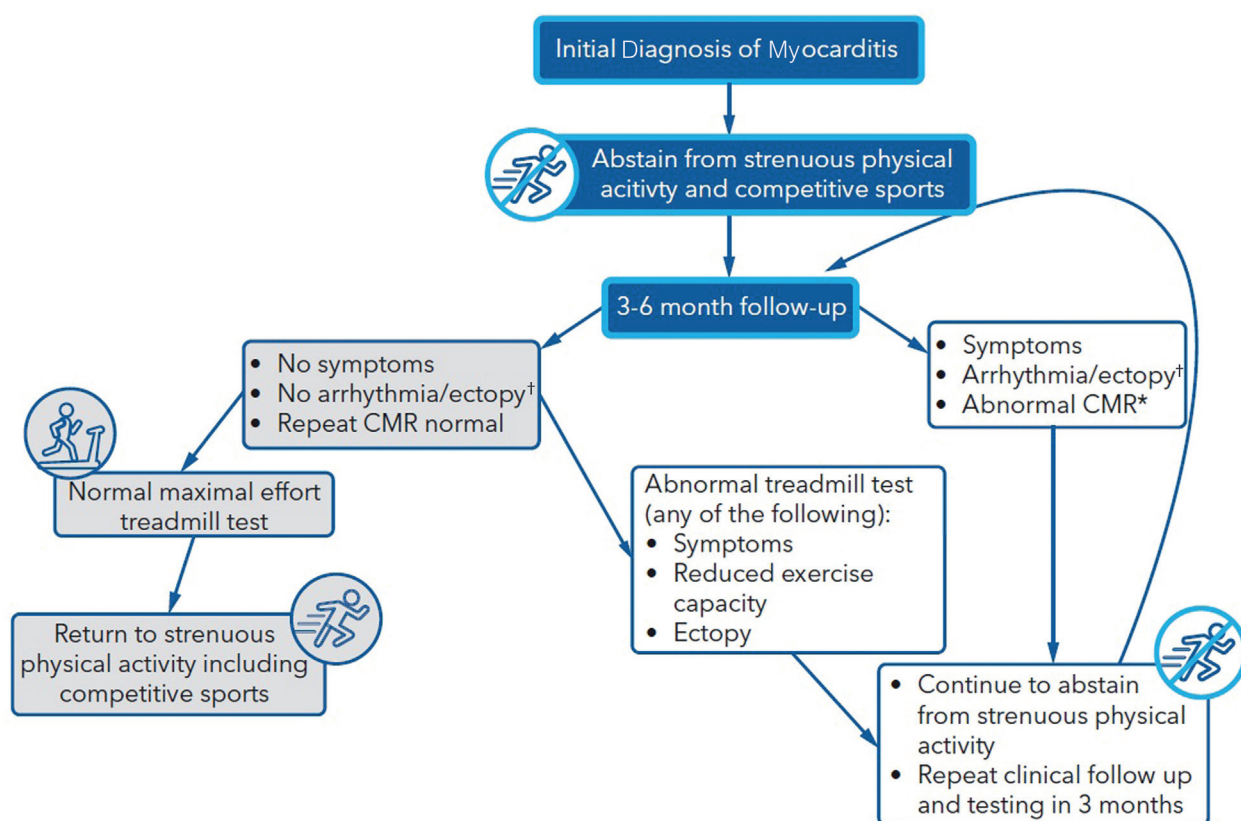 Initial Diagnosis of Myocarditis
Abstain from strenuous physical
acitivty and competitive sports
3-6 month follow-up
• No symptoms
• No arrhythmia/ectopy†
• Repeat CMR normal
• Symptoms
• Arrhythmia/ectopy†
• Abnormal CMR*
Normal maximal effort
treadmill test
Abnormal treadmill test
(any of the following):
• Symptoms
• Reduced exercise
capacity
• Ectopy
Return to strenuous
physical activity including
competitive sports
• Continue to abstain
from strenuous physical
activity
• Repeat clinical follow up
and testing in 3 months